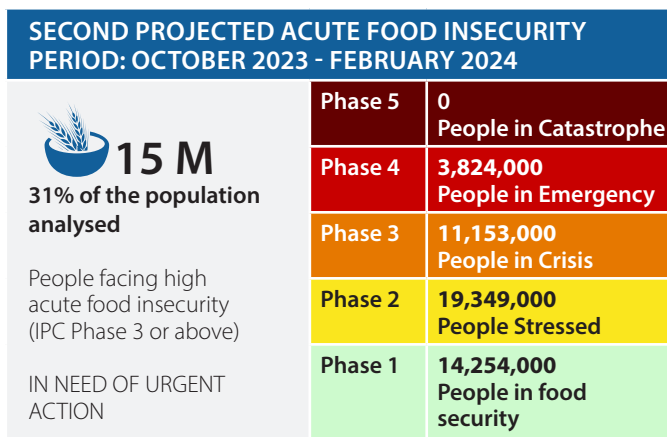 SECOND PROJECTED ACUTE FOOD INSECURITY
PERIOD: OCTOBER 2023 - FEBRUARY 2024
15 M
31% of the population
analysed
People facing high
acute food insecurity
(IPC Phase 3 or above)
IN NEED OF URGENT
ACTION
Phase 5
0
People in Catastrophe
Phase 4
3,824,000
People in Emergency
Phase 3
11,153,000
People in Crisis
Phase 2
19,349,000
People Stressed
Phase 1
14,254,000
People in food
security